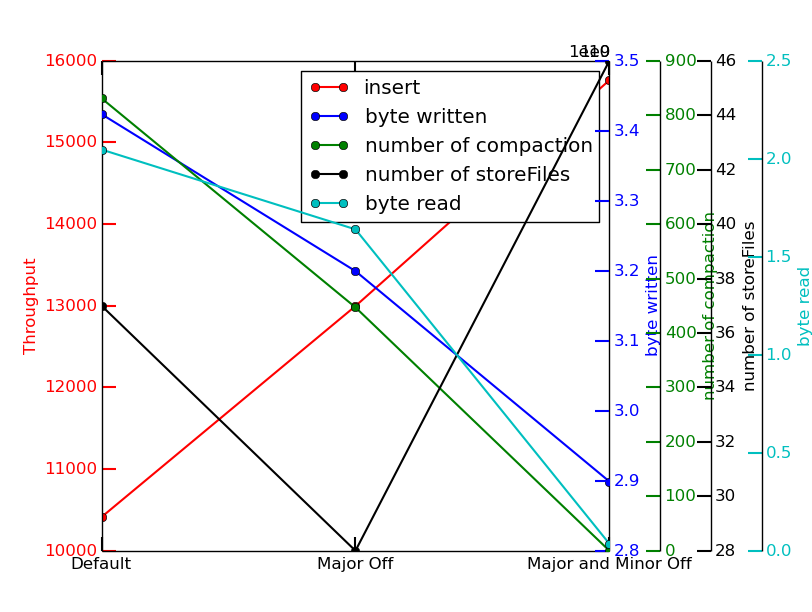 1e10
1e9
16000
15000
14000
13000
12000
11000
10000
Throughput
insert
byte written
number of compaction
number of storeFiles
byte read
3.5
3.4
3.3
3.2
3.1
3.0
2.9
2.8
byte written
900
800
700
600
500
400
300
200
100
0
number of compaction
46
44
42
40
38
36
34
32
30
28
number of storeFiles
2.5
2.0
1.5
1.0
0.5
0.0
byte read
Default
Major Off
Major and Minor Off